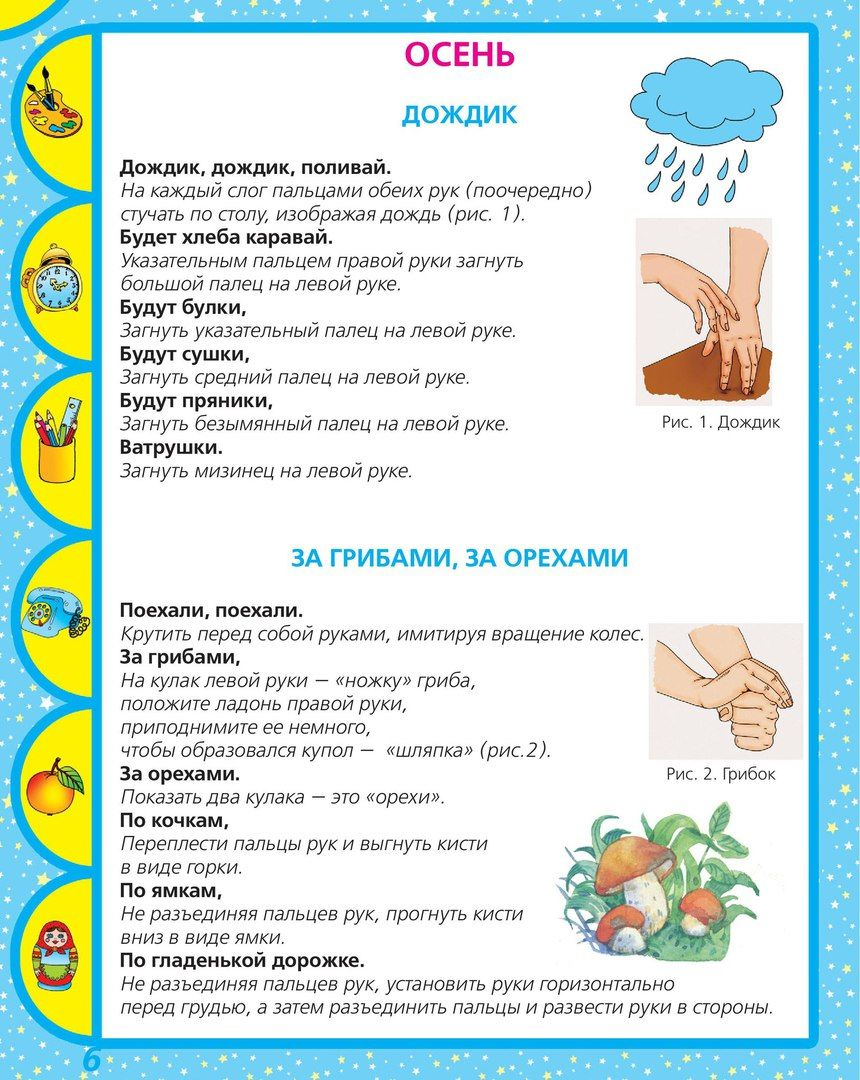 ОСЕНЬ
ДОЖДИК
Дождик, дождик, поливай.
На каждый слог пальцами обеих рук (поочередно)
стучать по столу, изображая дождь (рис. 1).
Будет хлеба каравай.
Указательным пальцем правой руки загнуть
большой палец на левой руке.
Будут булки,
Загнуть указательный палец на левой руке.
Будут сушки,
Загнуть средний палец на левой руке.
Будут пряники,
Загнуть безымянный палец на левой руке.
Ватрушки.
Загнуть мизинец на левой руке.
Рис. 1. Дождик
ЗА ГРИБАМИ, ЗА ОРЕХАМИ
Поехали, поехали.
Крутить перед собой руками, имитируя вращение колес.
За грибами,
На кулак левой руки – «ножку» гриба,
положите ладонь правой руки,
приподнимите ее немного,
чтобы образовался купол – «шляпка» (рис.2).
За орехами.
Показать два кулака – это «орехи».
По кочкам,
Переплести пальцы рук и выгнуть кисти
в виде горки.
По ямкам,
Не разъединяя пальцев рук, прогнуть кисти
вниз в виде ямки.
По гладенькой дорожке.
Не разъединяя пальцев рук, установить руки горизонтально
перед грудью, а затем разъединить пальцы и развести руки в стороны.
Рис. 2. Грибок
6